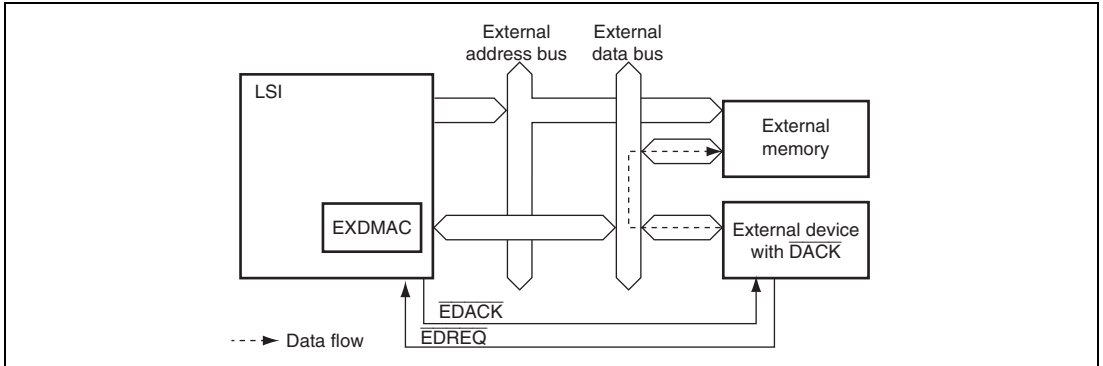 External
address bus
External
data bus
LSI
External
memory
EXDMAC
External device
with DACK
EDACK
EDREQ
Data flow